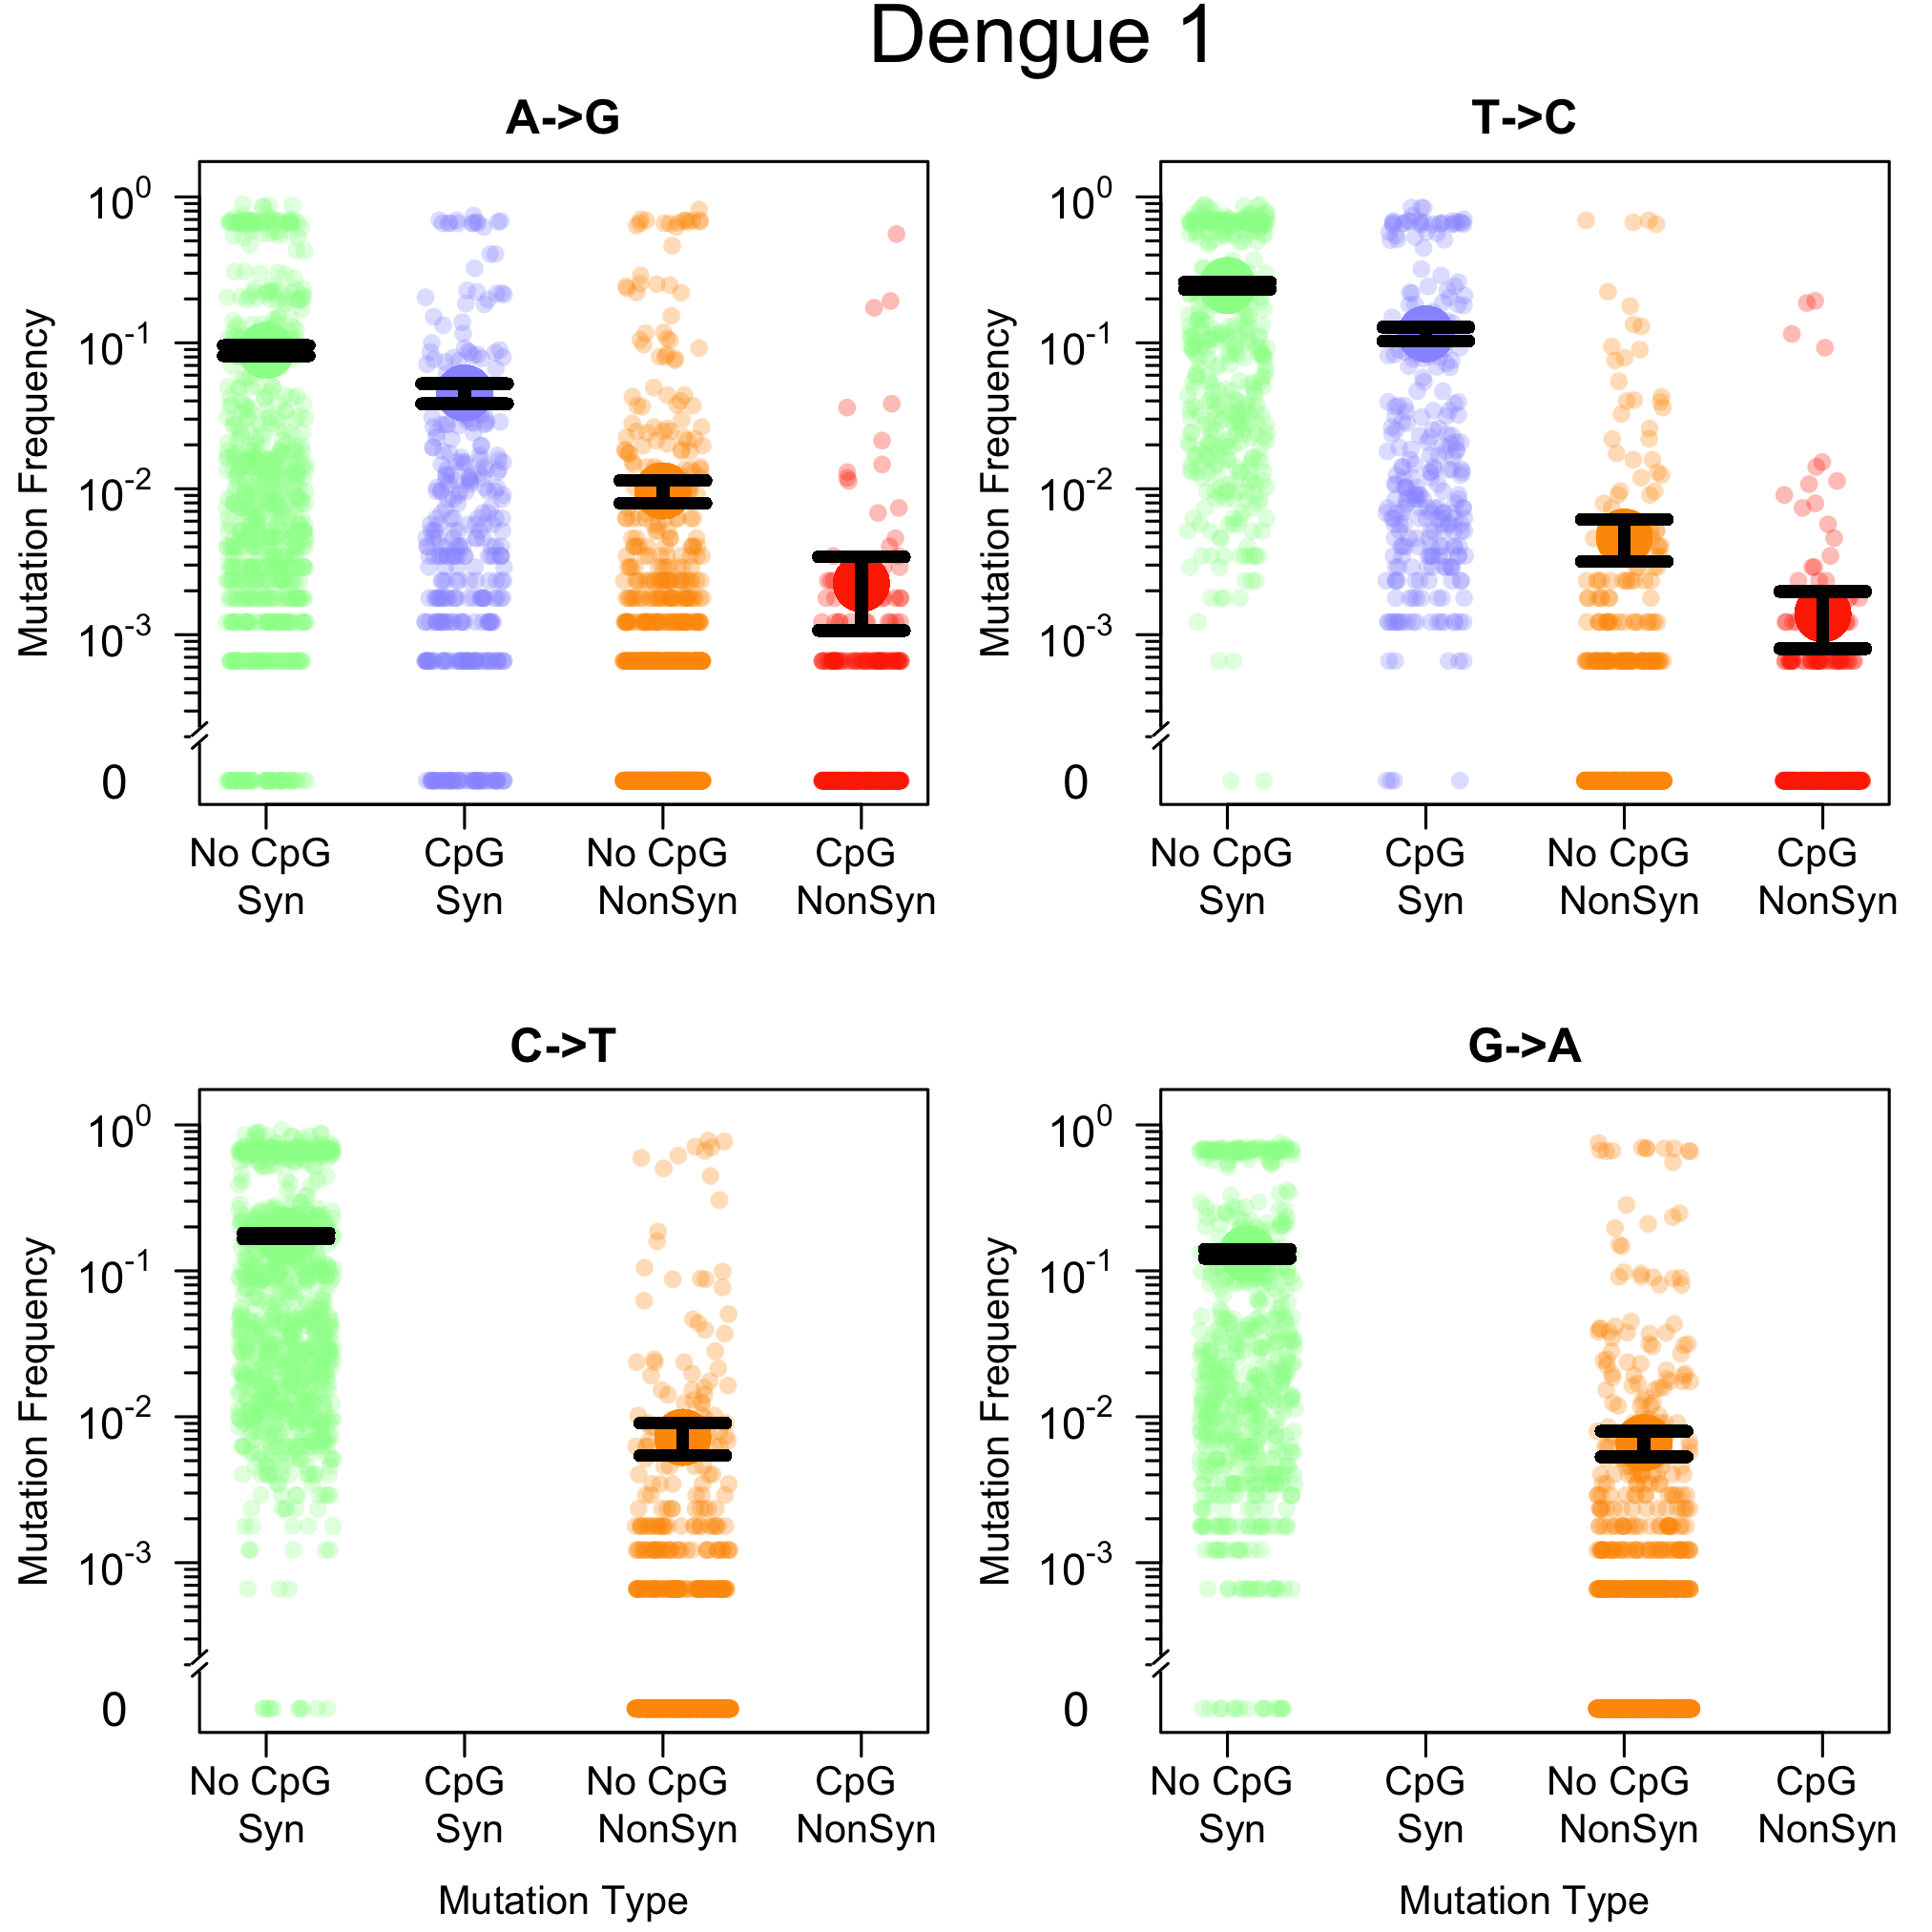 Dengue 1
A->G
Mutation Frequency
10^0
10^-1
10^-2
10^-3
0
No CpG CpG No CpG CpG
Syn Syn NonSyn NonSyn
T->C
Mutation Frequency
10^0
10^-1
10^-2
10^-3
0
No CpG CpG No CpG CpG
Syn Syn NonSyn NonSyn
C->T
Mutation Frequency
10^0
10^-1
10^-2
10^-3
0
No CpG CpG No CpG CpG
Syn Syn NonSyn NonSyn
Mutation Type
G->A
Mutation Frequency
10^0
10^-1
10^-2
10^-3
0
No CpG CpG No CpG CpG
Syn Syn NonSyn NonSyn
Mutation Type